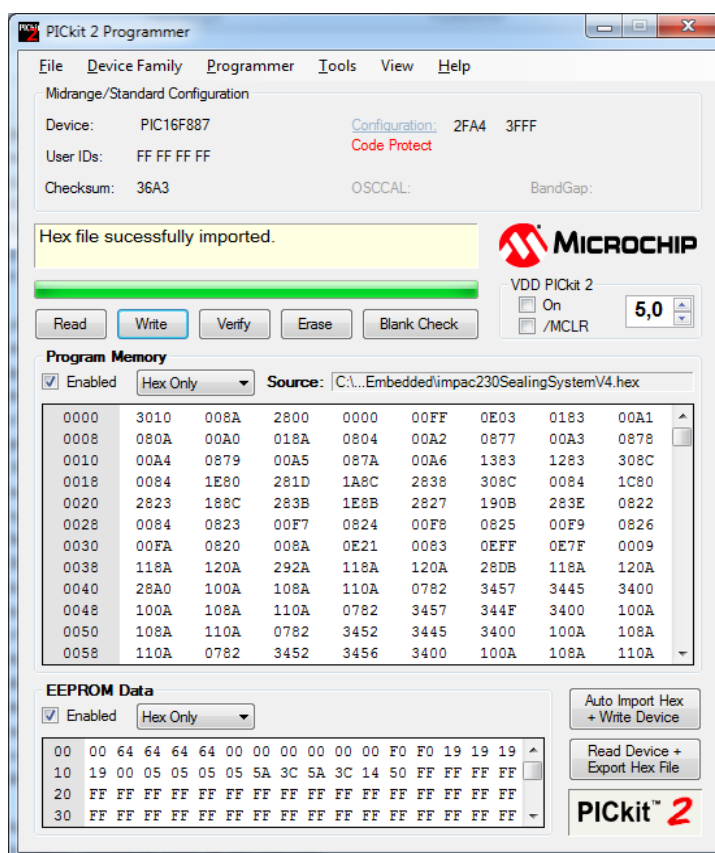 PICkit 2 Programmer
File Device Family Programmer Tools View Help
Midrange/Standard Configuration
Device: PIC16F887 Configuration: 2FA4 3FFF
User IDs: FF FF FF FF Code Protect
Checksum: 36A3 OSCCAL: BandGap:
Hex file sucessfully imported.
MICROCHIP
VDD PICkit 2
On
/MCLR
5,0
Read Write Verify Erase Blank Check
Program Memory
Enabled Hex Only Source: C:\...Embedded\impac230SealingSystemV4.hex
0000 3010 008A 2800 0000 00FF 0E03 0183 00A1
0008 080A 00A0 018A 0804 00A2 0877 00A3 0878
0010 00A4 0879 00A5 087A 00A6 1383 1283 308C
0018 0084 1E80 281D 1A8C 2838 308C 0084 1C80
0020 2823 188C 283B 1E8B 2827 190B 283E 0822
0028 0084 0823 00F7 0824 00F8 0825 00F9 0826
0030 00FA 0820 008A 0E21 0083 0EFF 0E7F 0009
0038 118A 120A 292A 118A 120A 28DB 118A 120A
0040 28A0 100A 108A 110A 0782 3457 3445 3400
0048 100A 108A 110A 0782 3457 344F 3400 100A
0050 108A 110A 0782 3452 3445 3400 100A 108A
0058 110A 0782 3452 3456 3400 100A 108A 110A
EEPROM Data
Enabled Hex Only
00 00 64 64 64 64 00 00 00 00 00 00 F0 F0 19 19 19
10 19 00 05 05 05 05 5A 3C 5A 3C 14 50 FF FF FF FF
20 FF FF FF FF FF FF FF FF FF FF FF FF FF FF FF FF
30 FF FF FF FF FF FF FF FF FF FF FF FF FF FF FF FF
Auto Import Hex
+ Write Device
Read Device +
Export Hex File
PICkit™ 2